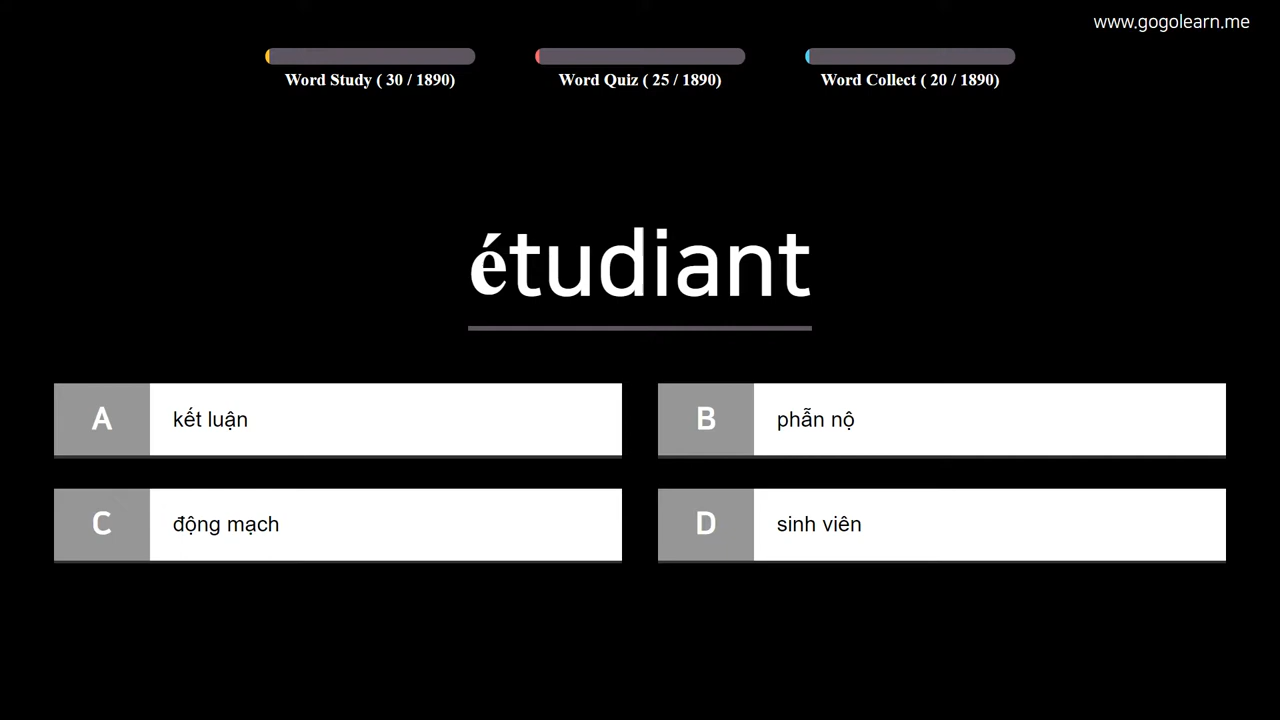 www.gogolearn.me
Word Study ( 30 / 1890)
Word Quiz ( 25 / 1890)
Word Collect ( 20 / 1890)
étudiant
A kết luận
B phẫn nộ
C động mạch
D sinh viên